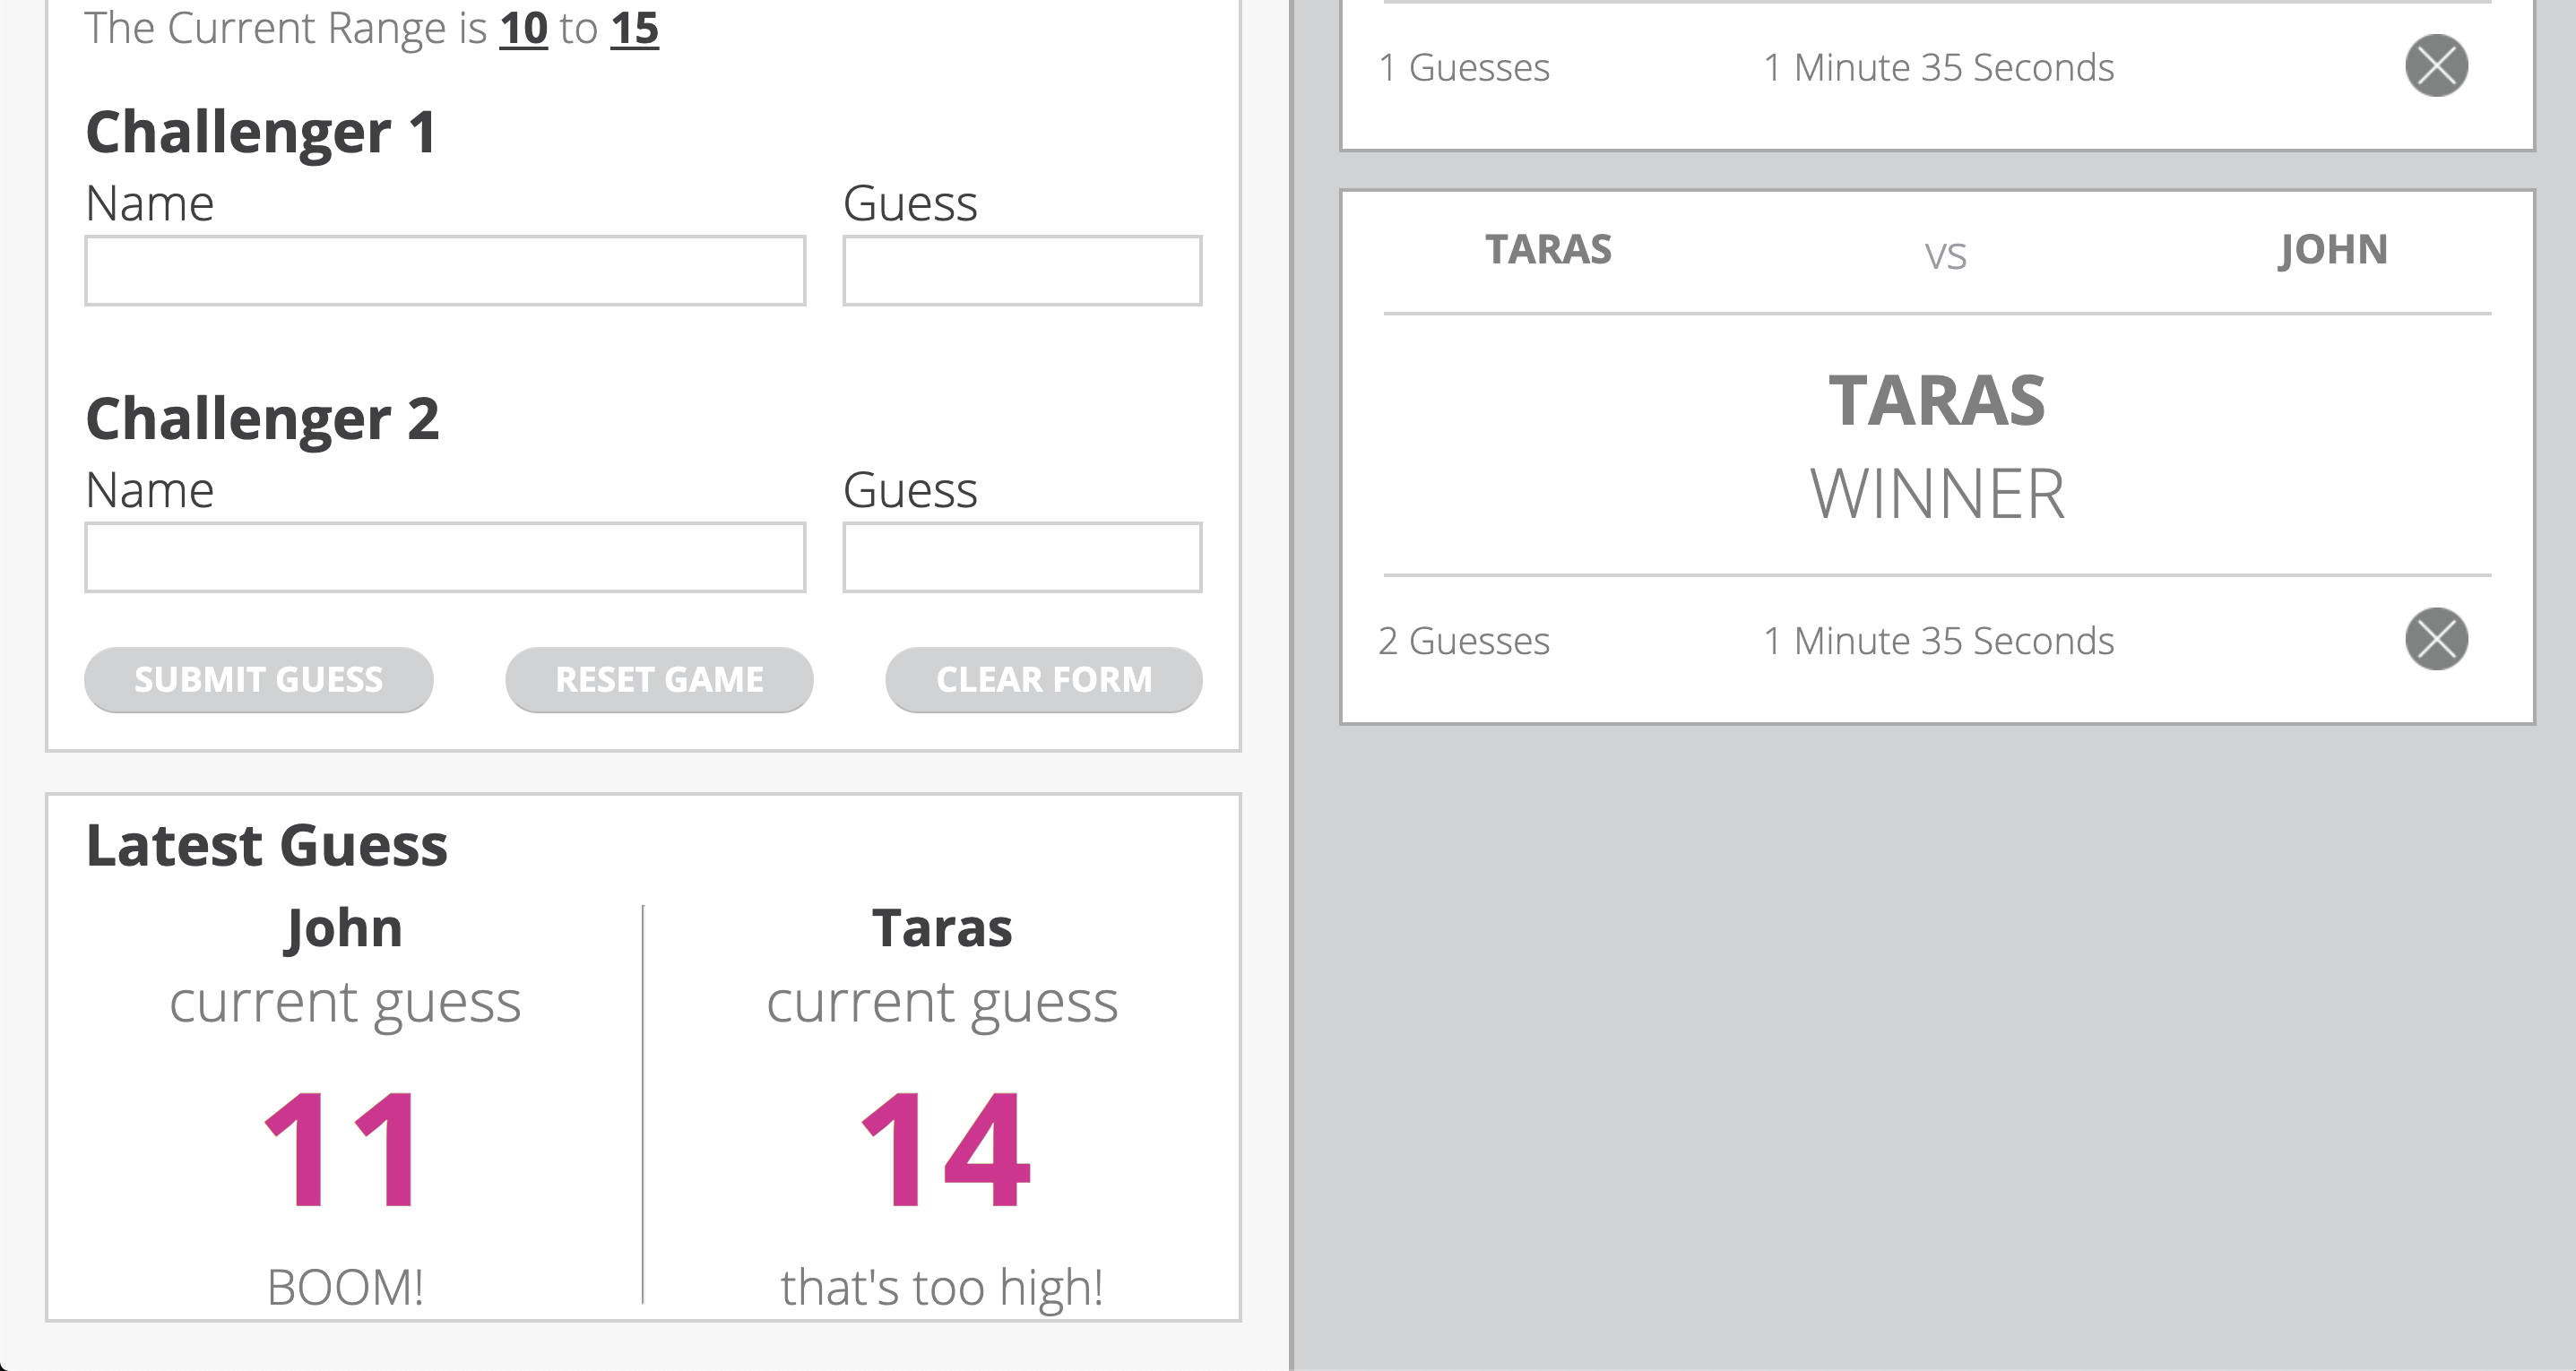 The Current Range is 10 to 15
Challenger 1
Name Guess
Challenger 2
Name Guess
SUBMIT GUESS RESET GAME CLEAR FORM
Latest Guess
John Taras
current guess current guess
11 14
BOOM! that's too high!
1 Guesses 1 Minute 35 Seconds
TARAS VS JOHN
TARAS
WINNER
2 Guesses 1 Minute 35 Seconds